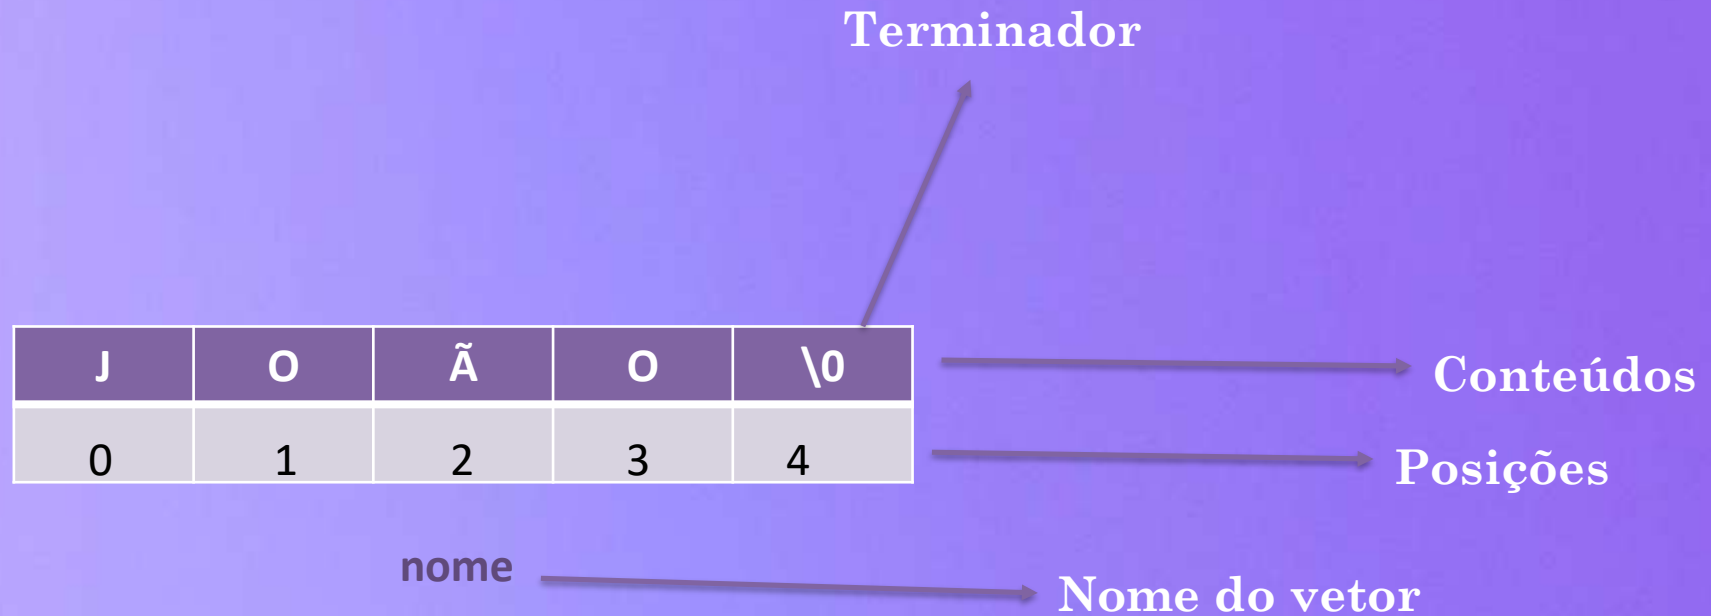 Terminador
J O Ã O \0
Conteúdos
0 1 2 3 4
Posições
nome
Nome do vetor